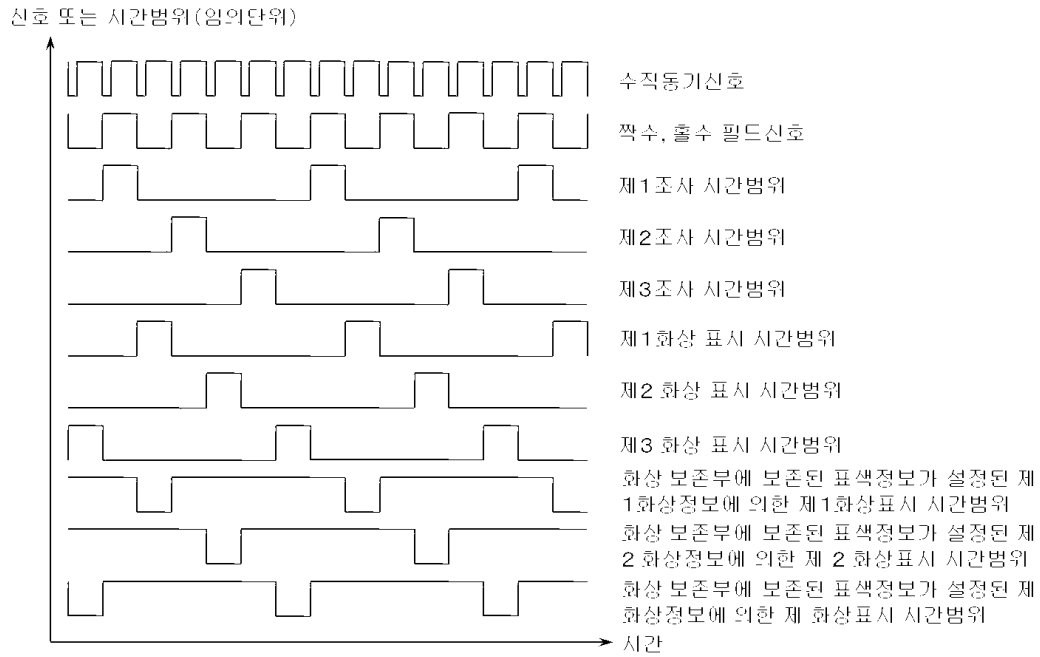 신호 또는 시간범위(임의단위)
수직동기신호
짝수, 홀수 필드신호
제1조사 시간범위
제2조사 시간범위
제3조사 시간범위
제1화상 표시 시간범위
제2 화상 표시 시간범위
제3 화상 표시 시간범위
화상 보존부에 보존된 표색정보가 설정된 제
1화상정보에 의한 제1화상표시 시간범위
화상 보존부에 보존된 표색정보가 설정된 제
2 화상정보에 의한 제 2 화상표시 시간범위
화상 보존부에 보존된 표색정보가 설정된 제
화상정보에 의한 제 화상표시 시간범위
시간